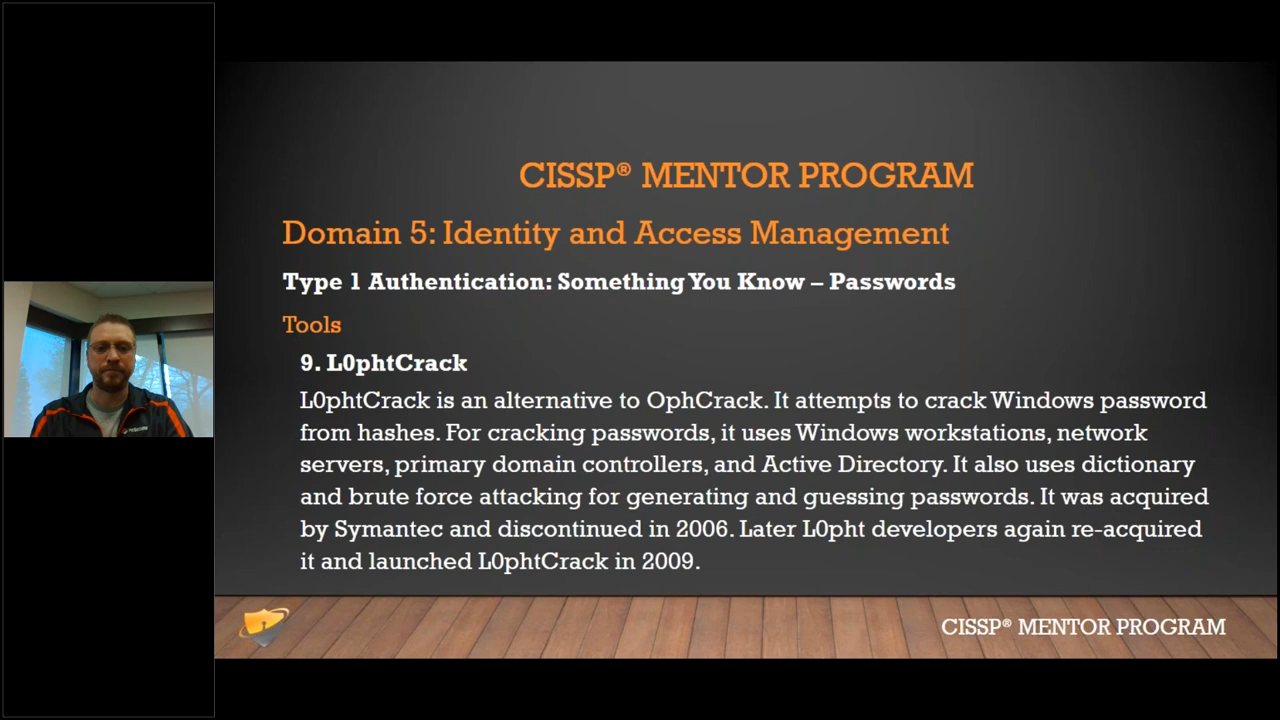 CISSP® MENTOR PROGRAM
Domain 5: Identity and Access Management
Type 1 Authentication: Something You Know – Passwords
Tools
9. L0phtCrack
L0phtCrack is an alternative to OphCrack. It attempts to crack Windows password
from hashes. For cracking passwords, it uses Windows workstations, network
servers, primary domain controllers, and Active Directory. It also uses dictionary
and brute force attacking for generating and guessing passwords. It was acquired
by Symantec and discontinued in 2006. Later L0pht developers again re-acquired
it and launched L0phtCrack in 2009.
CISSP® MENTOR PROGRAM